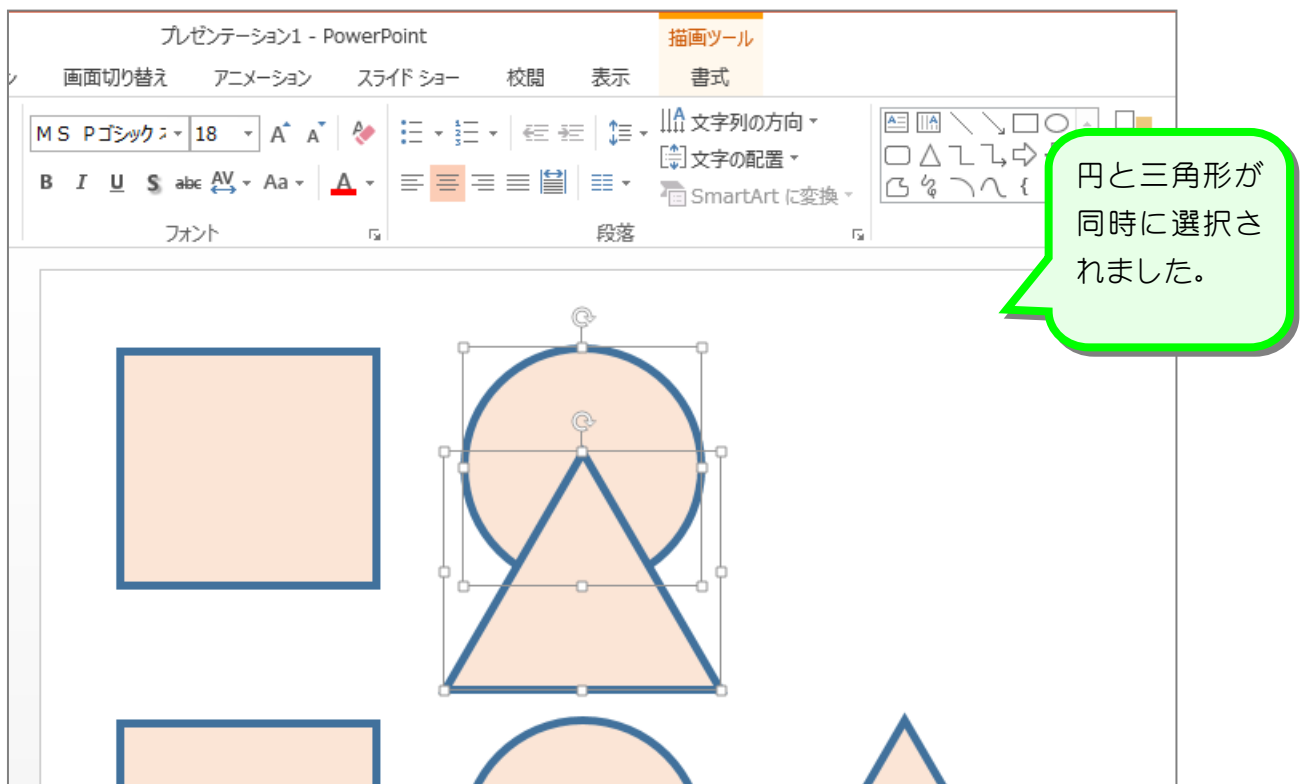 プレゼンテーション1 - PowerPoint
描画ツール
画面切り替え アニメーション スライド ショー 校閲 表示 書式
ＭＳ Ｐゴシック 18 A A A 文字列の方向
文字の配置
B I U S abc AV Aa A SmartArt に変換
フォント 段落
円と三角形が
同時に選択さ
れました。